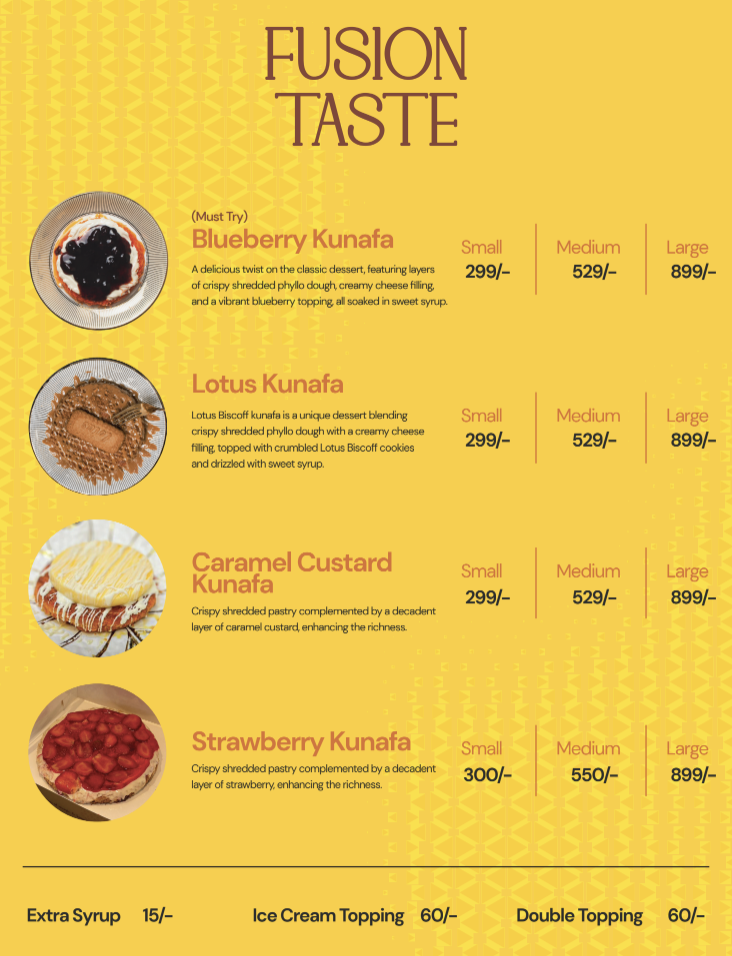 FUSION
TASTE
(Must Try)
Blueberry Kunafa
A delicious twist on the classic dessert, featuring layers
of crispy shredded phyllo dough, creamy cheese filling,
and a vibrant blueberry topping, all soaked in sweet syrup.
Small Medium Large
299/- 529/- 899/-
Lotus Kunafa
Lotus Biscoff kunafa is a unique dessert blending
crispy shredded phyllo dough with a creamy cheese
filling, topped with crumbled Lotus Biscoff cookies
and drizzled with sweet syrup.
Small Medium Large
299/- 529/- 899/-
Caramel Custard
Kunafa
Crispy shredded pastry complemented by a decadent
layer of caramel custard, enhancing the richness.
Small Medium Large
299/- 529/- 899/-
Strawberry Kunafa
Crispy shredded pastry complemented by a decadent
layer of strawberry, enhancing the richness.
Small Medium Large
300/- 550/- 899/-
Extra Syrup 15/- Ice Cream Topping 60/- Double Topping 60/-